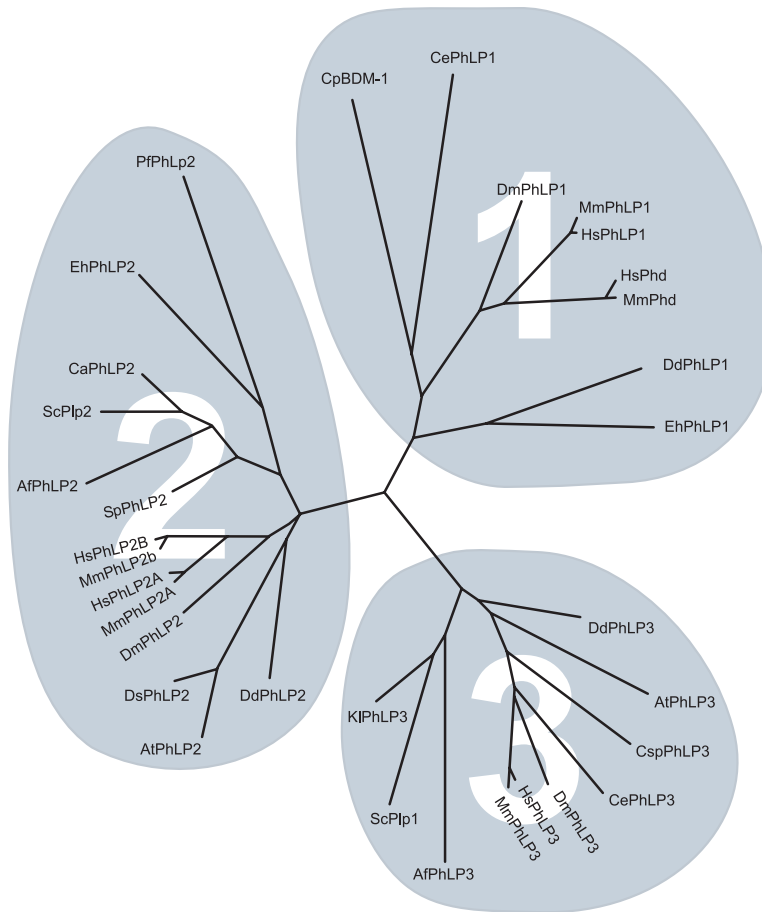 CePhLP1
CpBDM-1
1
DmPhLP1
MmPhLP1
HsPhLP1
HsPhd
MmPhd
DdPhLP1
EhPhLP1
PfPhLp2
EhPhLP2
2
CaPhLP2
ScPlp2
AfPhLP2
SpPhLP2
HsPhLP2B
MmPhLP2b
HsPhLP2A
MmPhLP2A
DmPhLP2
DsPhLP2
DdPhLP2
AtPhLP2
3
DdPhLP3
AtPhLP3
KlPhLP3
CspPhLP3
CePhLP3
DmPhLP3
HsPhLP3
MmPhLP3
ScPlp1
AfPhLP3